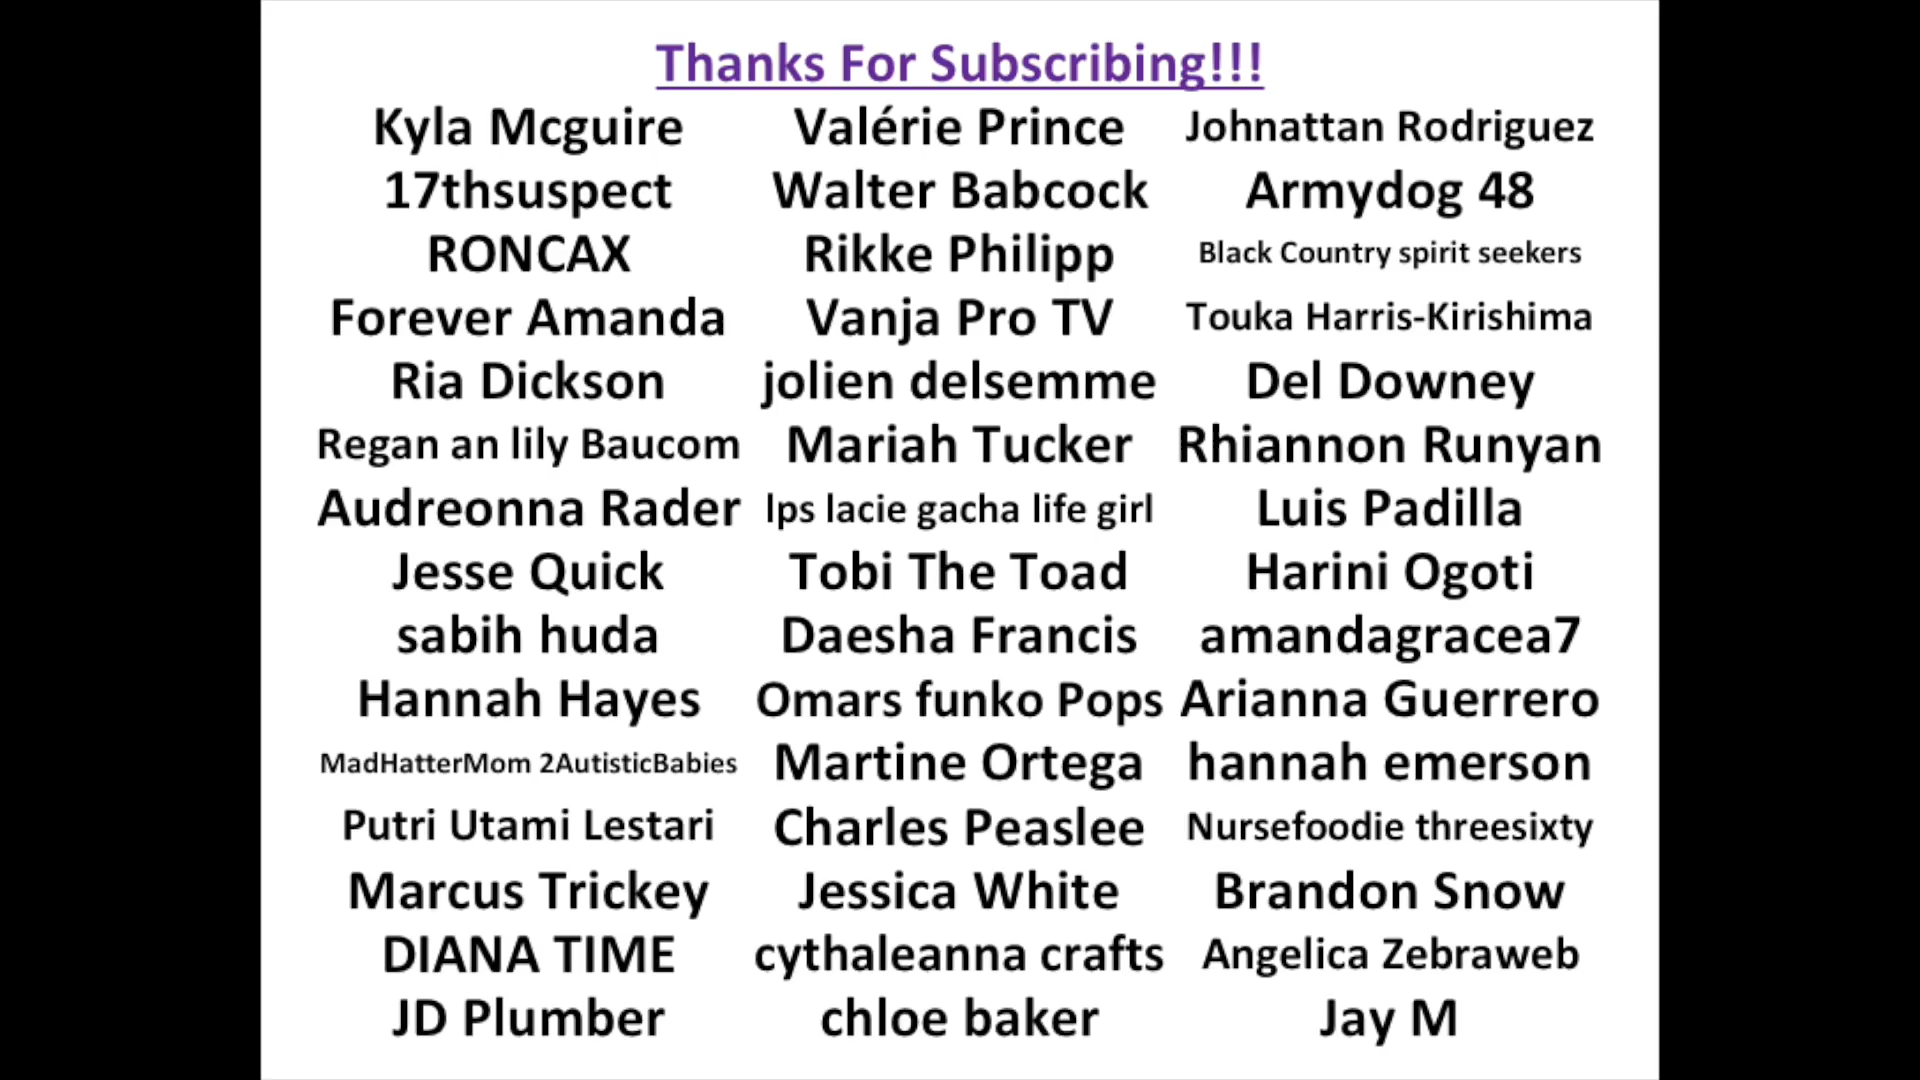 Thanks For Subscribing!!!
Kyla Mcguire Valérie Prince Johnattan Rodriguez
17thsuspect Walter Babcock Armydog 48
RONCAX Rikke Philipp Black Country spirit seekers
Forever Amanda Vanja Pro TV Touka Harris-Kirishima
Ria Dickson jolien delsemme Del Downey
Regan an lily Baucom Mariah Tucker Rhiannon Runyan
Audreonna Rader lps lacie gacha life girl Luis Padilla
Jesse Quick Tobi The Toad Harini Ogoti
sabih huda Daesha Francis amandagracea7
Hannah Hayes Omars funko Pops Arianna Guerrero
MadHatterMom 2AutisticBabies Martine Ortega hannah emerson
Putri Utami Lestari Charles Peaslee Nursefoodie threesixty
Marcus Trickey Jessica White Brandon Snow
DIANA TIME cythaleanna crafts Angelica Zebraweb
JD Plumber chloe baker Jay M